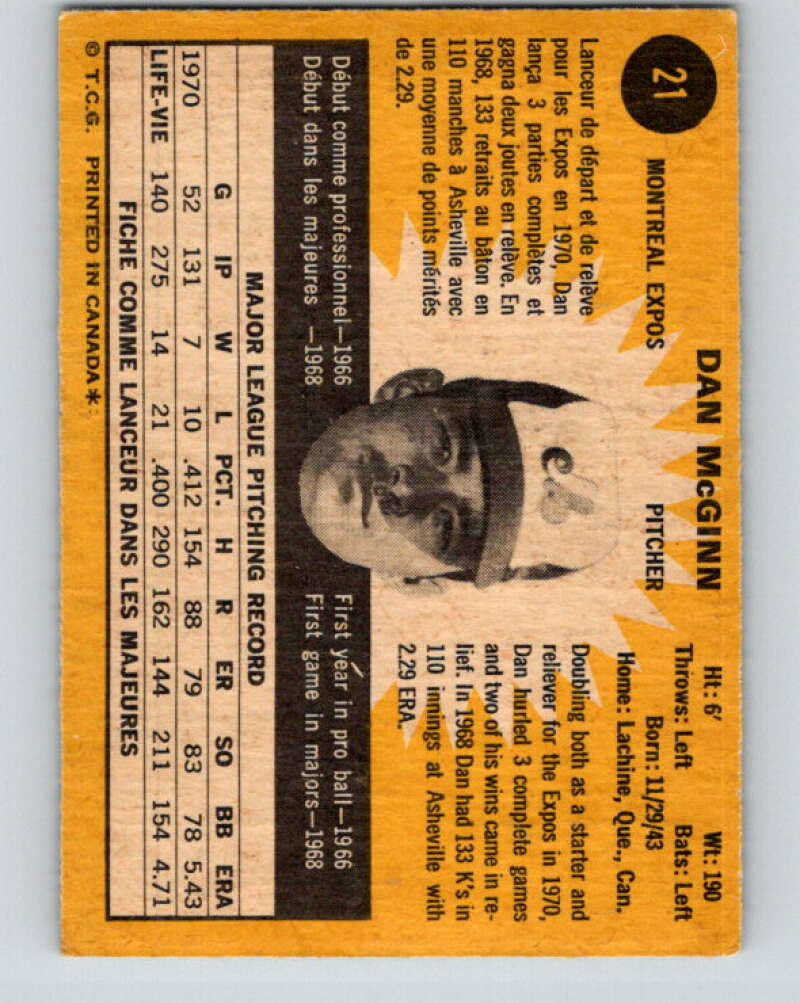 21
DAN McGINN
MONTREAL EXPOS PITCHER
Ht: 6' Wt: 190
Throws: Left Bats: Left
Born: 11/29/43
Home: Lachine, Que., Can.
Lanceur de départ et de relève
pour les Expos en 1970, Dan
lança 3 parties complètes et
gagna deux joutes en relève. En
1968, 133 retraits au bâton en
110 manches à Asheville avec
une moyenne de points mérités
de 2.29.
eb
Doubling both as a starter and
reliever for the Expos in 1970,
Dan hurled 3 complete games
and two of his wins came in re-
lief. In 1968 Dan had 133 K's in
110 innings at Asheville with
2.29 ERA.
Début comme professionnel—1966
Début dans les majeures —1968
First year in pro ball—1966
First game in majors—1968
MAJOR LEAGUE PITCHING RECORD
G IP W L PCT. H R ER SO BB ERA
1970 52 131 7 10 .412 154 88 79 83 78 5.43
LIFE-VIE 140 275 14 21 .400 290 162 144 211 154 4.71
FICHE COMME LANCEUR DANS LES MAJEURES
© T.C.G. PRINTED IN CANADA*: